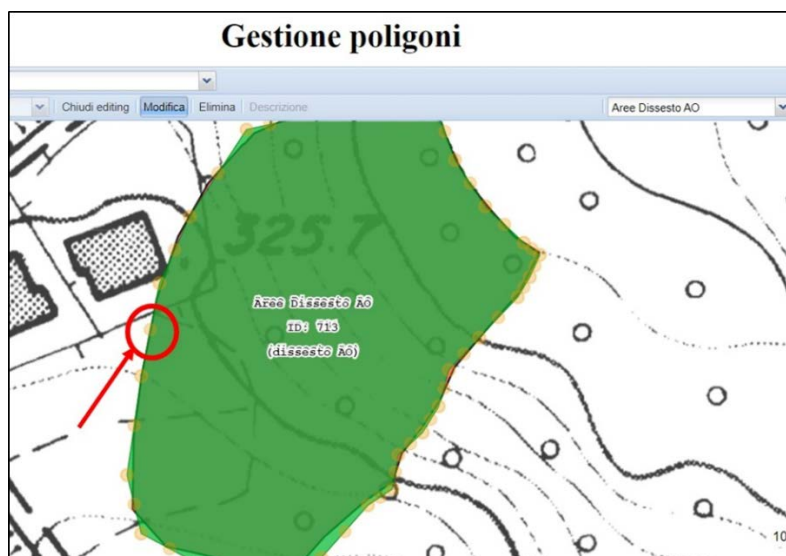 Gestione poligoni
Chiudi editing Modifica Elimina Descrizione Aree Dissesto AO
325.7
Aree Dissesto AO
ID: 713
(dissesto AO)
10